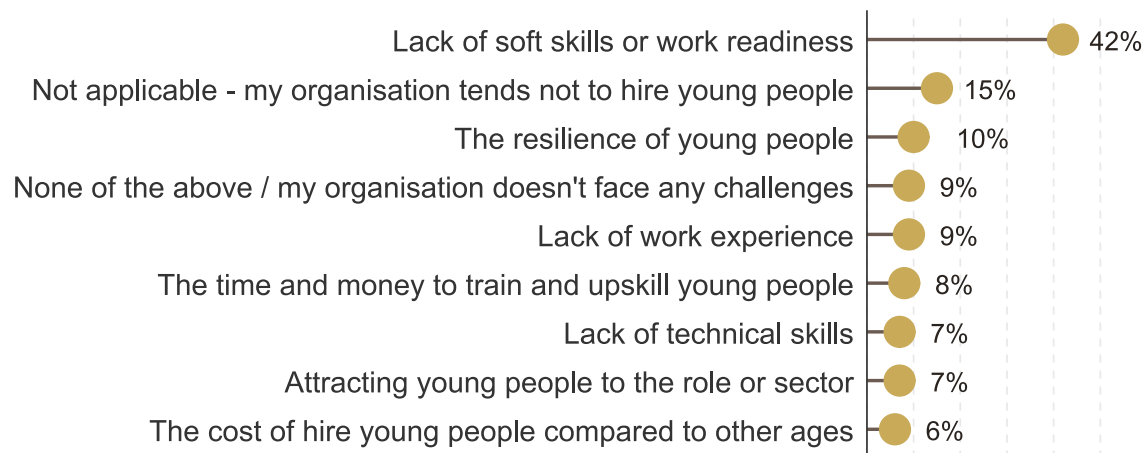 Lack of soft skills or work readiness 42%
Not applicable - my organisation tends not to hire young people 15%
The resilience of young people 10%
None of the above / my organisation doesn't face any challenges 9%
Lack of work experience 9%
The time and money to train and upskill young people 8%
Lack of technical skills 7%
Attracting young people to the role or sector 7%
The cost of hire young people compared to other ages 6%